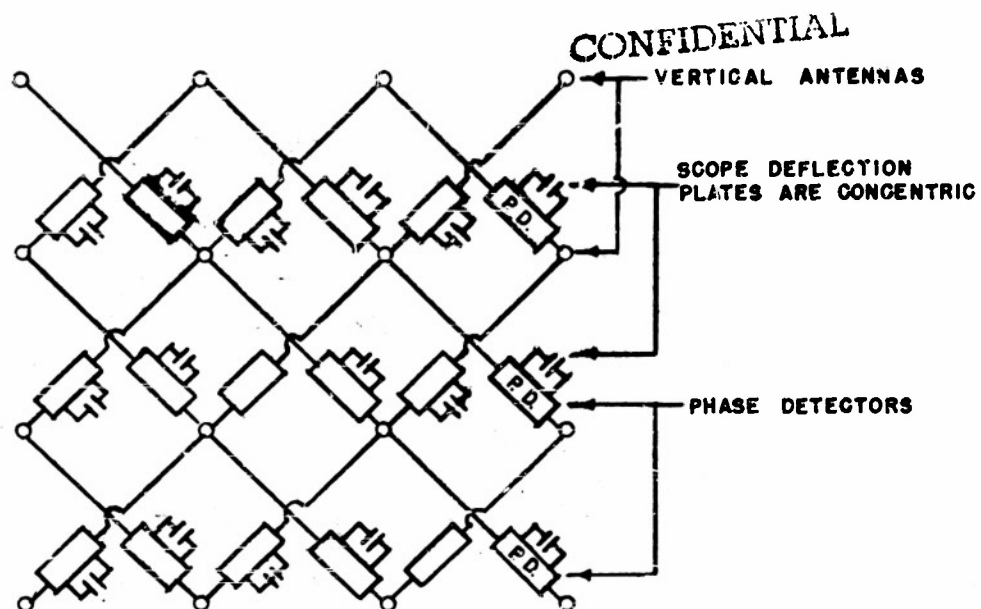 CONFIDENTIAL
VERTICAL ANTENNAS
SCOPE DEFLECTION
PLATES ARE CONCENTRIC
P.D.
P.D.
PHASE DETECTORS
P.D.